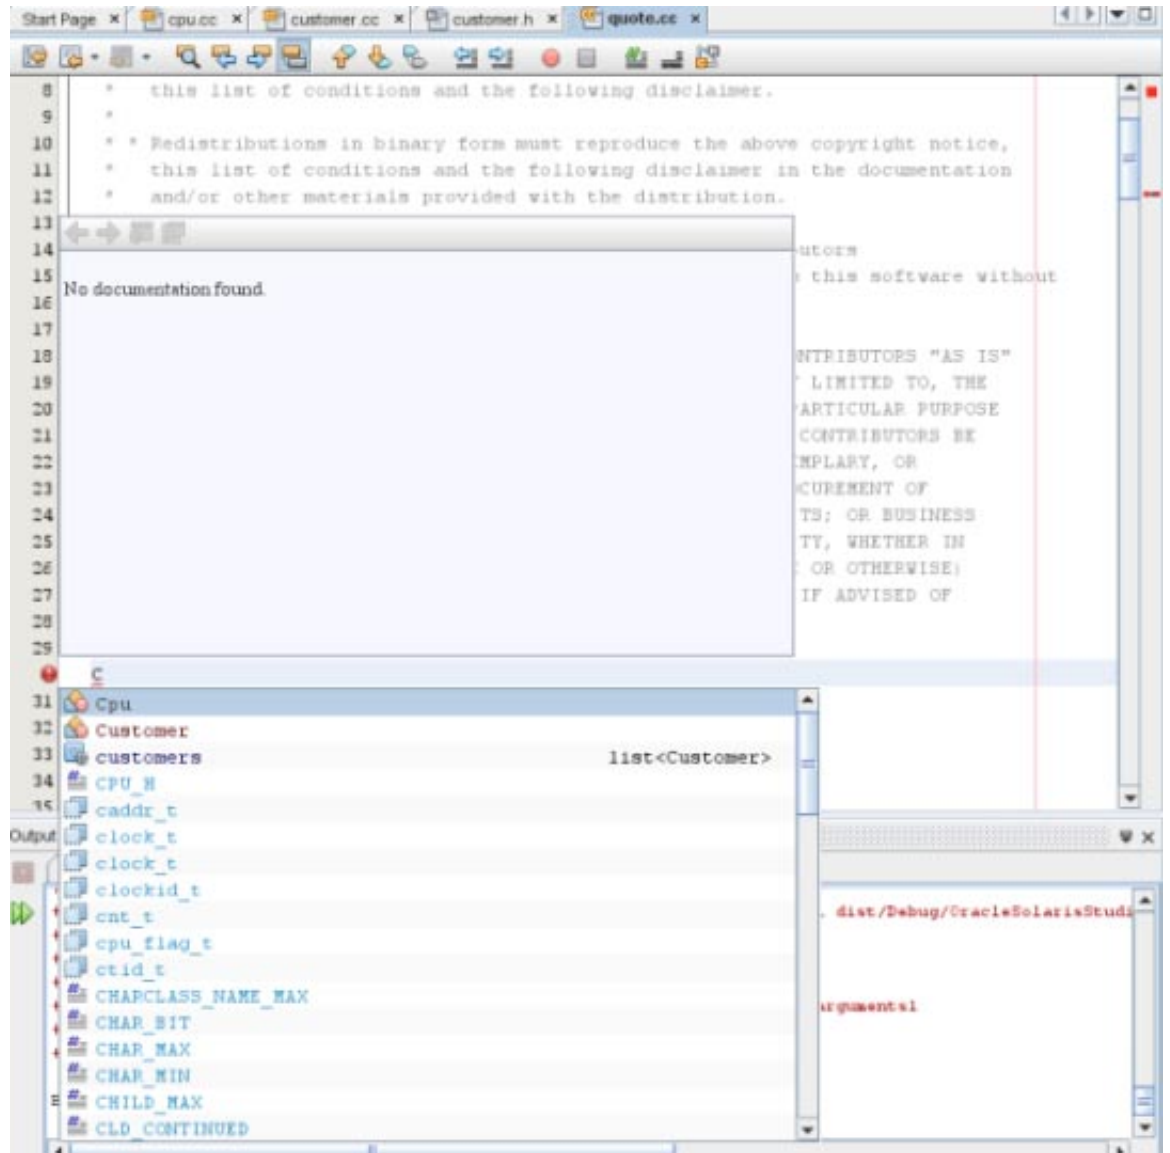 Start Page cpu.cc customer.cc customer.h quote.cc
8 * this list of conditions and the following disclaimer.
9 *
10 * * Redistributions in binary form must reproduce the above copyright notice,
11 * this list of conditions and the following disclaimer in the documentation
12 * and/or other materials provided with the distribution.
13
14 utors
15 this software without
No documentation found.
16
17
18 NTRIBUTORS "AS IS"
19 LIMITED TO, THE
20 ARTICULAR PURPOSE
21 CONTRIBUTORS BE
22 MPLARY, OR
23 CUREMENT OF
24 TS; OR BUSINESS
25 TY, WHETHER IN
26 OR OTHERWISE)
27 IF ADVISED OF
28
29
C
31 Cpu
32 Customer
33 customers list<Customer>
34 CPU_H
35 caddr_t
Output clock_t
clock_t
clockid_t
cnt_t dist/Debug/OracleSolarisStudi
cpu_flag_t
ctid_t
CHARCLASS_NAME_MAX
rguments1
CHAR_BIT
CHAR_MAX
CHAR_MIN
CHILD_MAX
CLD_CONTINUED